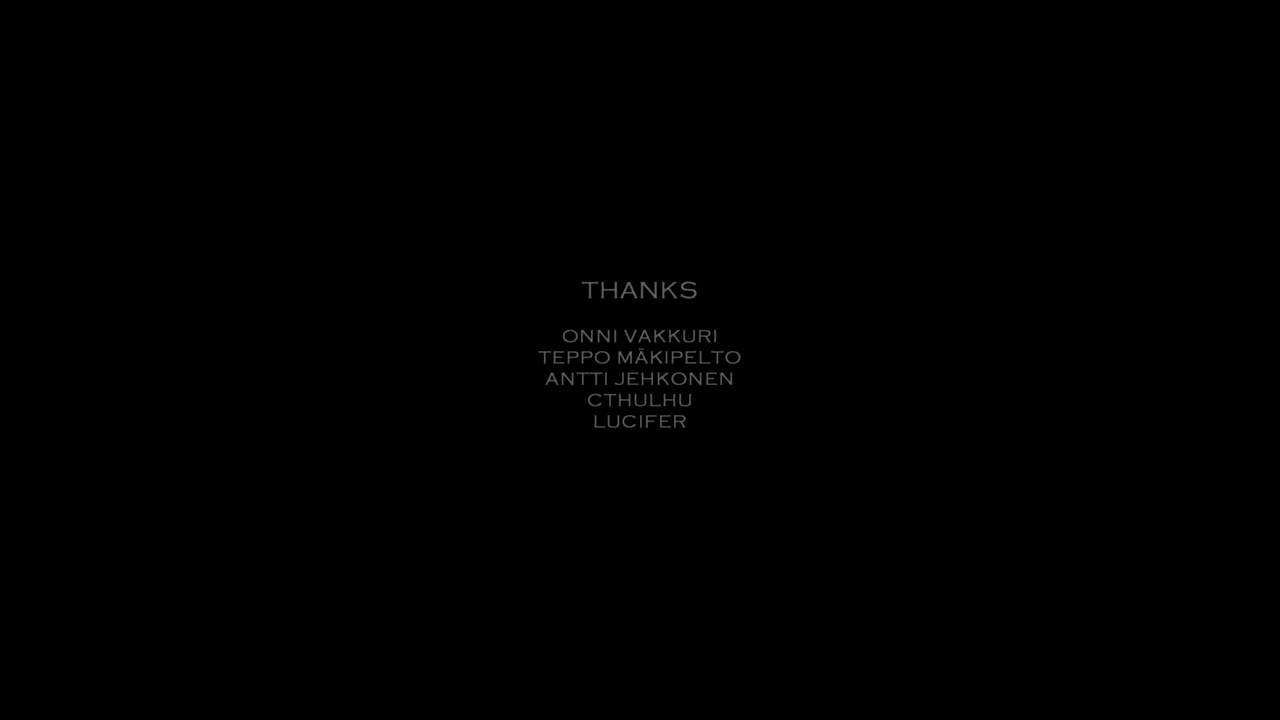 THANKS
ONNI VAKKURI
TEPPO MÄKIPELTO
ANTTI JEHKONEN
CTHULHU
LUCIFER